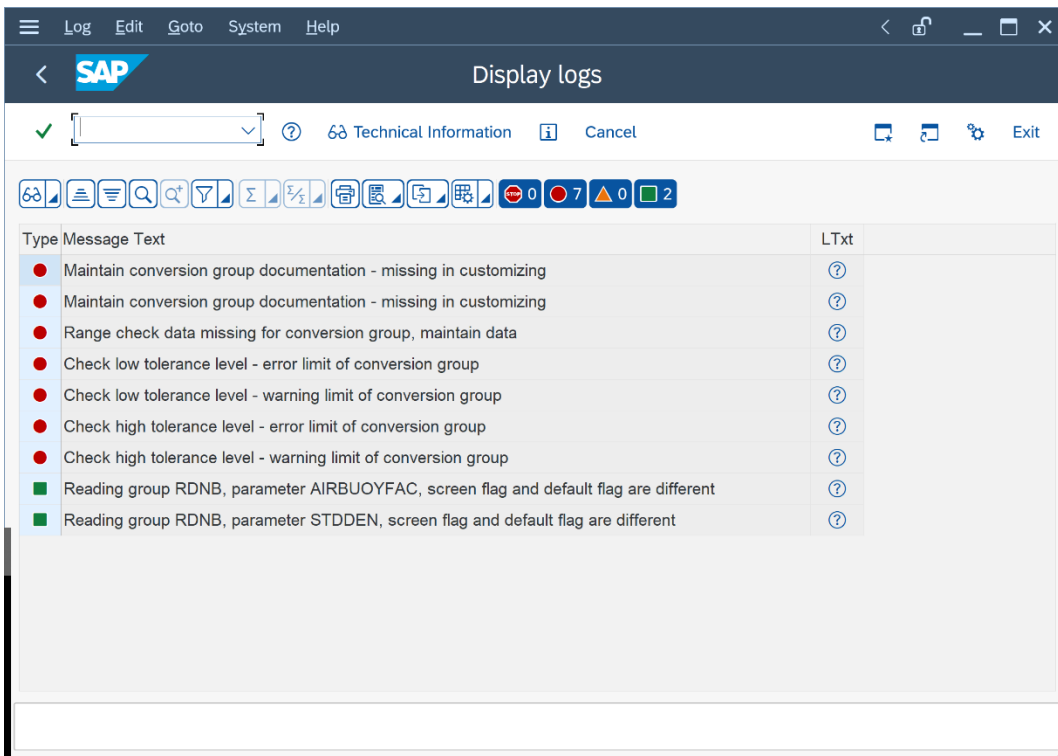 Log Edit Goto System Help
SAP Display logs
Technical Information Cancel Exit
STOP 0 7 0 2
Type Message Text LTxt
Maintain conversion group documentation - missing in customizing
Maintain conversion group documentation - missing in customizing
Range check data missing for conversion group, maintain data
Check low tolerance level - error limit of conversion group
Check low tolerance level - warning limit of conversion group
Check high tolerance level - error limit of conversion group
Check high tolerance level - warning limit of conversion group
Reading group RDNB, parameter AIRBUOYFAC, screen flag and default flag are different
Reading group RDNB, parameter STDDEN, screen flag and default flag are different